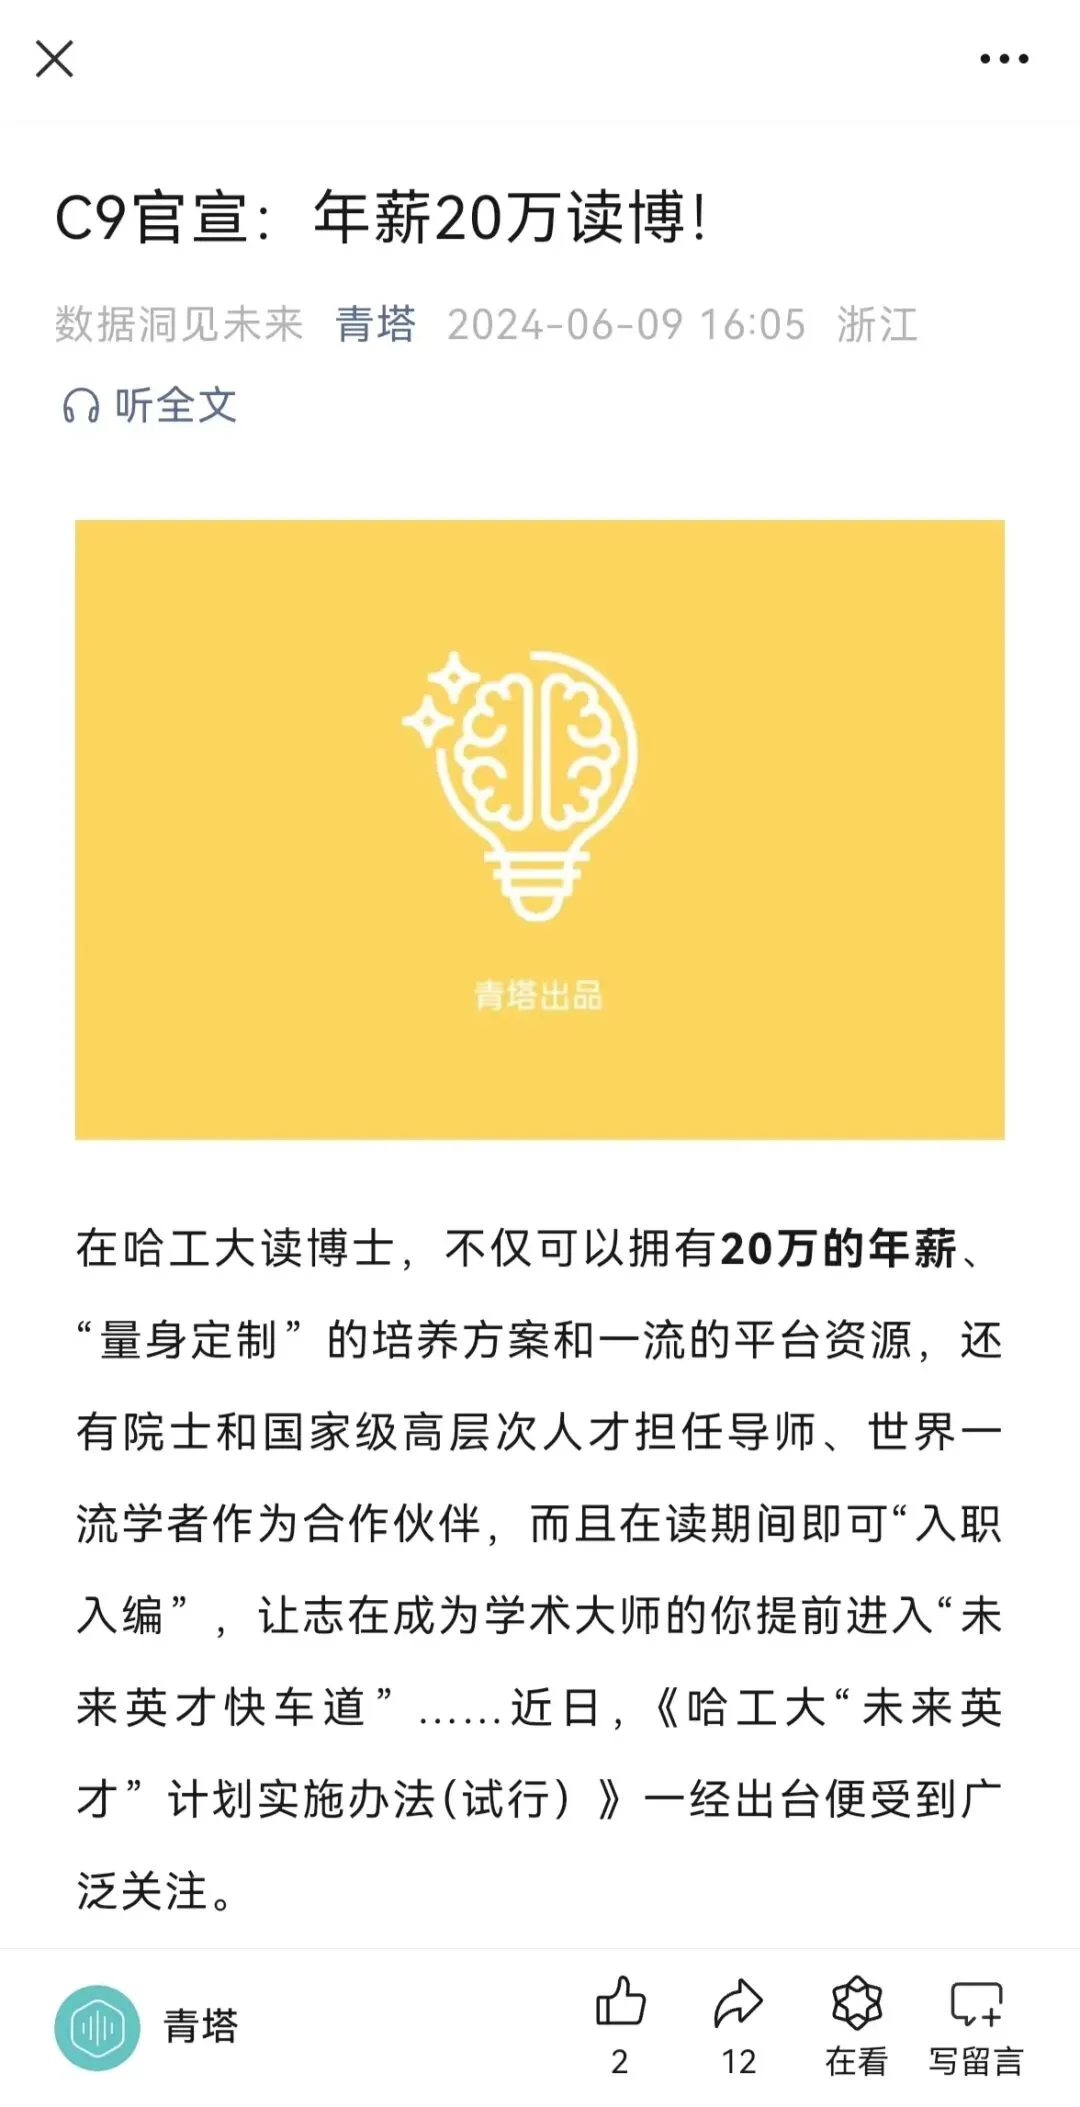 C9官宣：年薪20万读博！
数据洞见未来 青塔 2024-06-09 16:05 浙江
听全文
青塔出品
在哈工大读博士，不仅可以拥有20万的年薪、
“量身定制”的培养方案和一流的平台资源，还
有院士和国家级高层次人才担任导师、世界一
流学者作为合作伙伴，而且在读期间即可“入职
入编”，让志在成为学术大师的你提前进入“未
来英才快车道”……近日，《哈工大“未来英
才”计划实施办法(试行）》一经出台便受到广
泛关注。
青塔
2 12 在看 写留言